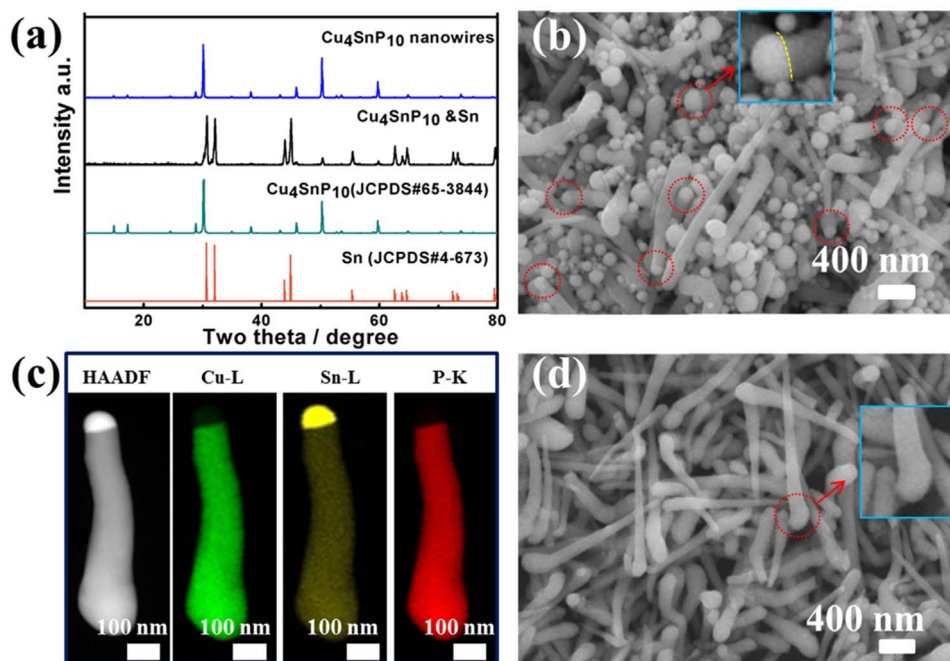 (a)
Intensity a.u.
Cu4SnP10 nanowires
Cu4SnP10 &Sn
Cu4SnP10(JCPDS#65-3844)
Sn (JCPDS#4-673)
20 40 60 80
Two theta / degree
(b)
400 nm
(c)
HAADF Cu-L Sn-L P-K
100 nm 100 nm 100 nm 100 nm
(d)
400 nm